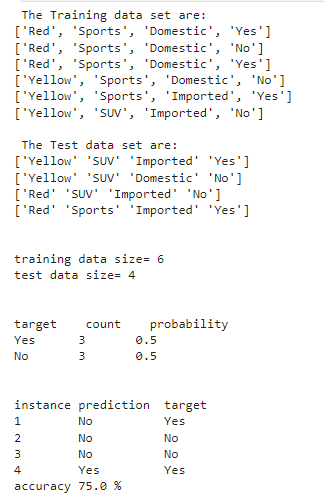 The Training data set are:
['Red', 'Sports', 'Domestic', 'Yes']
['Red', 'Sports', 'Domestic', 'No']
['Red', 'Sports', 'Domestic', 'Yes']
['Yellow', 'Sports', 'Domestic', 'No']
['Yellow', 'Sports', 'Imported', 'Yes']
['Yellow', 'SUV', 'Imported', 'No']
The Test data set are:
['Yellow' 'SUV' 'Imported' 'Yes']
['Yellow' 'SUV' 'Domestic' 'No']
['Red' 'SUV' 'Imported' 'No']
['Red' 'Sports' 'Imported' 'Yes']
training data size= 6
test data size= 4
target count probability
Yes 3 0.5
No 3 0.5
instance prediction target
1 No Yes
2 No No
3 No No
4 Yes Yes
accuracy 75.0 %